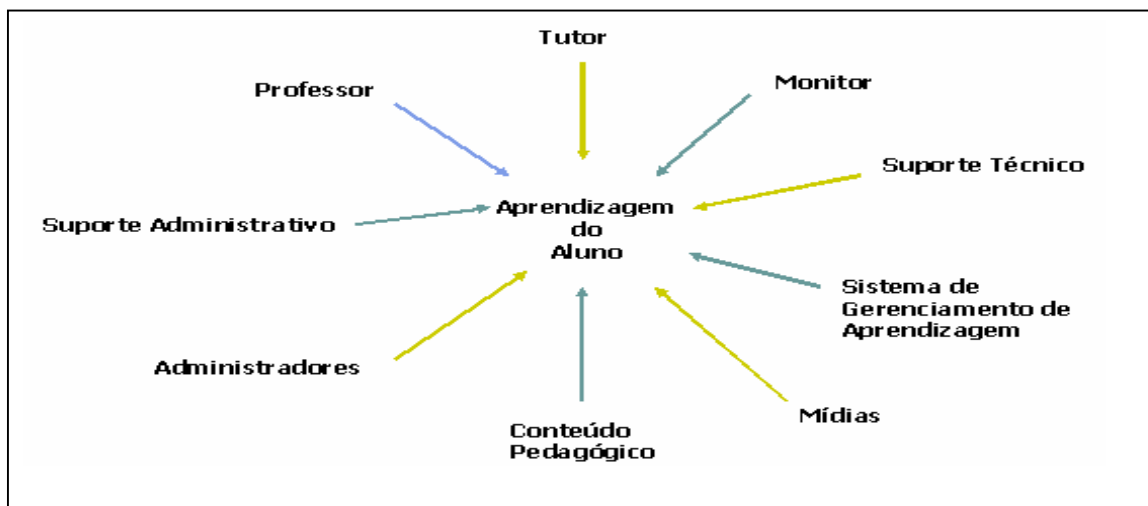 Tutor
Professor
Monitor
Suporte Técnico
Suporte Administrativo
Aprendizagem
do
Aluno
Sistema de
Gerenciamento de
Aprendizagem
Administradores
Mídias
Conteúdo
Pedagógico